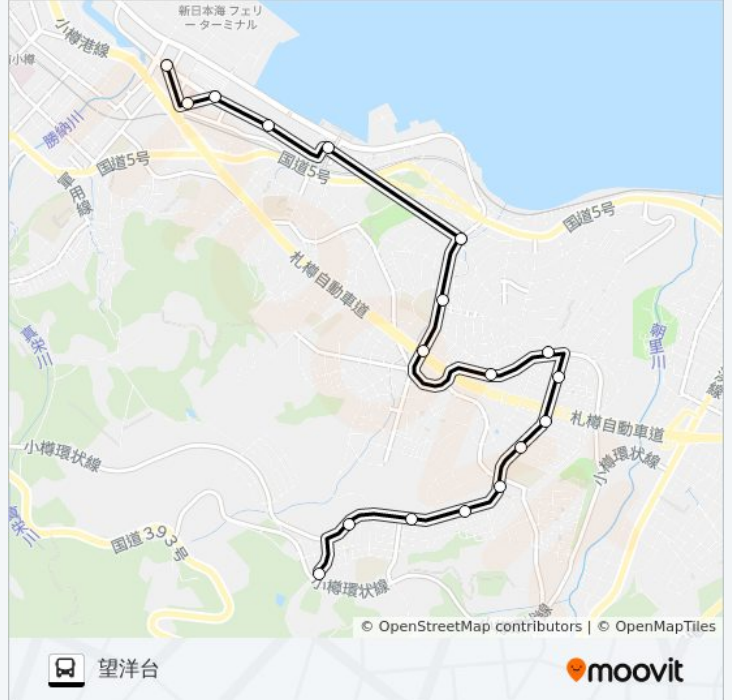 新日本海 フェリ
ー ターミナル
小樽港線
小樽
勝納川
国道5号
国道5号
国道5号
札樽自動車道
朝里川
真栄川
札樽自動車道
小樽環状線
小樽環状線
国道393号
小樽環状線
© OpenStreetMap contributors | © OpenMapTiles
望洋台
moovit